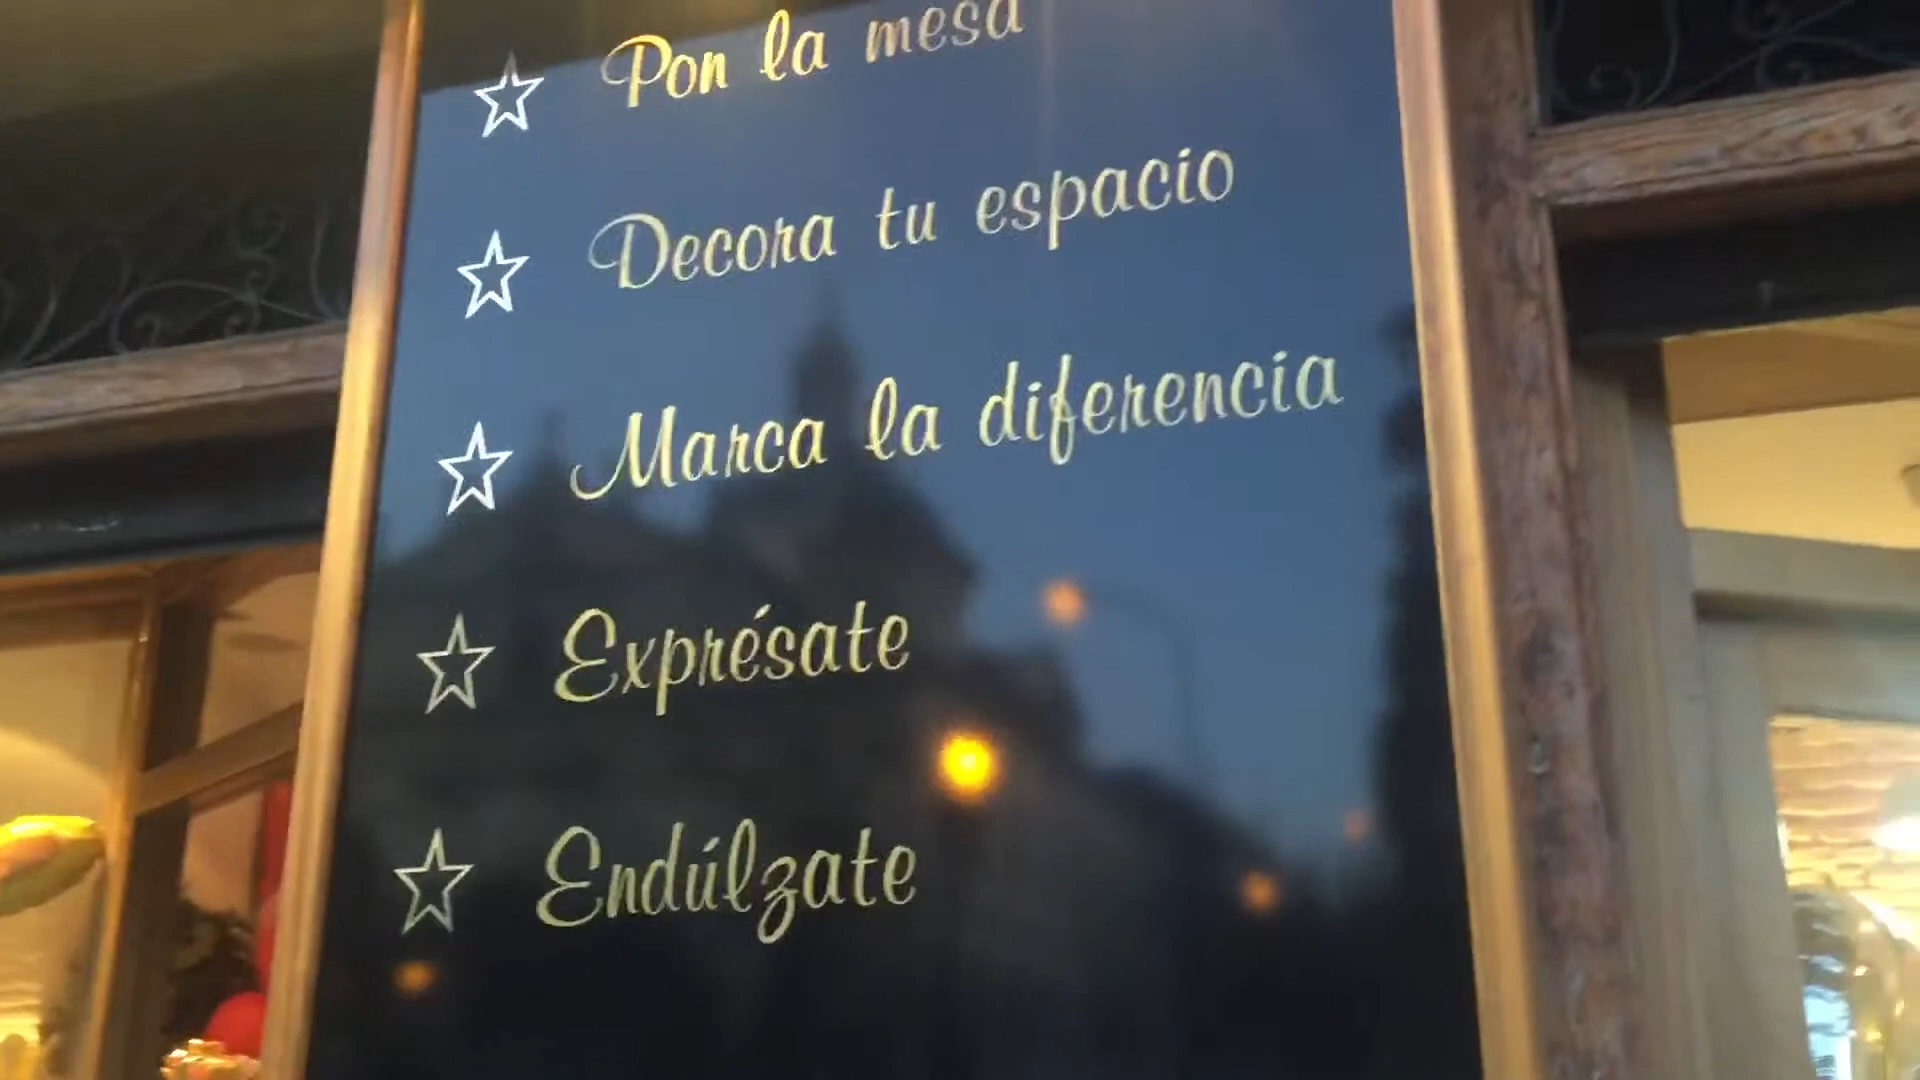 Pon la mesa
Decora tu espacio
Marca la diferencia
Exprésate
Endúlzate